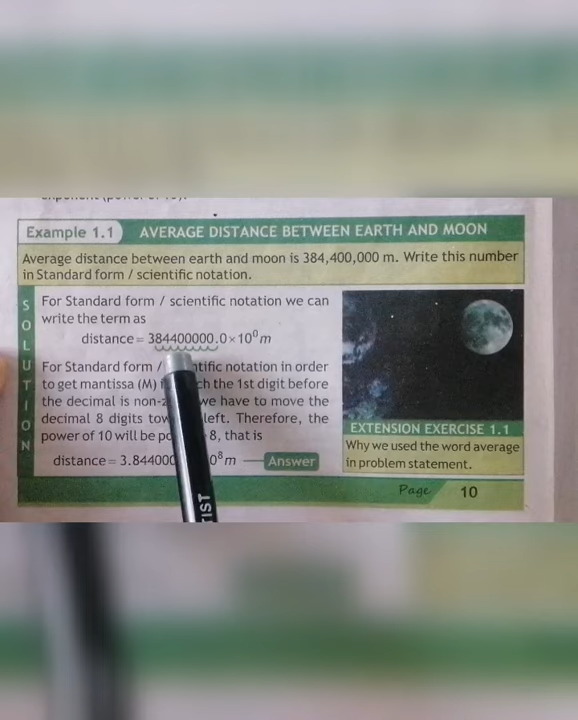 Example 1.1 AVERAGE DISTANCE BETWEEN EARTH AND MOON
Average distance between earth and moon is 384,400,000 m. Write this number
in Standard form / scientific notation.
SOLUTION
For Standard form / scientific notation we can
write the term as
distance = 384400000.0×10⁰m
For Standard form / ntific notation in order
to get mantissa (M) ch the 1st digit before
the decimal is non- we have to move the
decimal 8 digits left. Therefore, the
power of 10 will be 8, that is
distance = 3.84400 0⁸m — Answer
EXTENSION EXERCISE 1.1
Why we used the word average
in problem statement.
Page 10
TIST